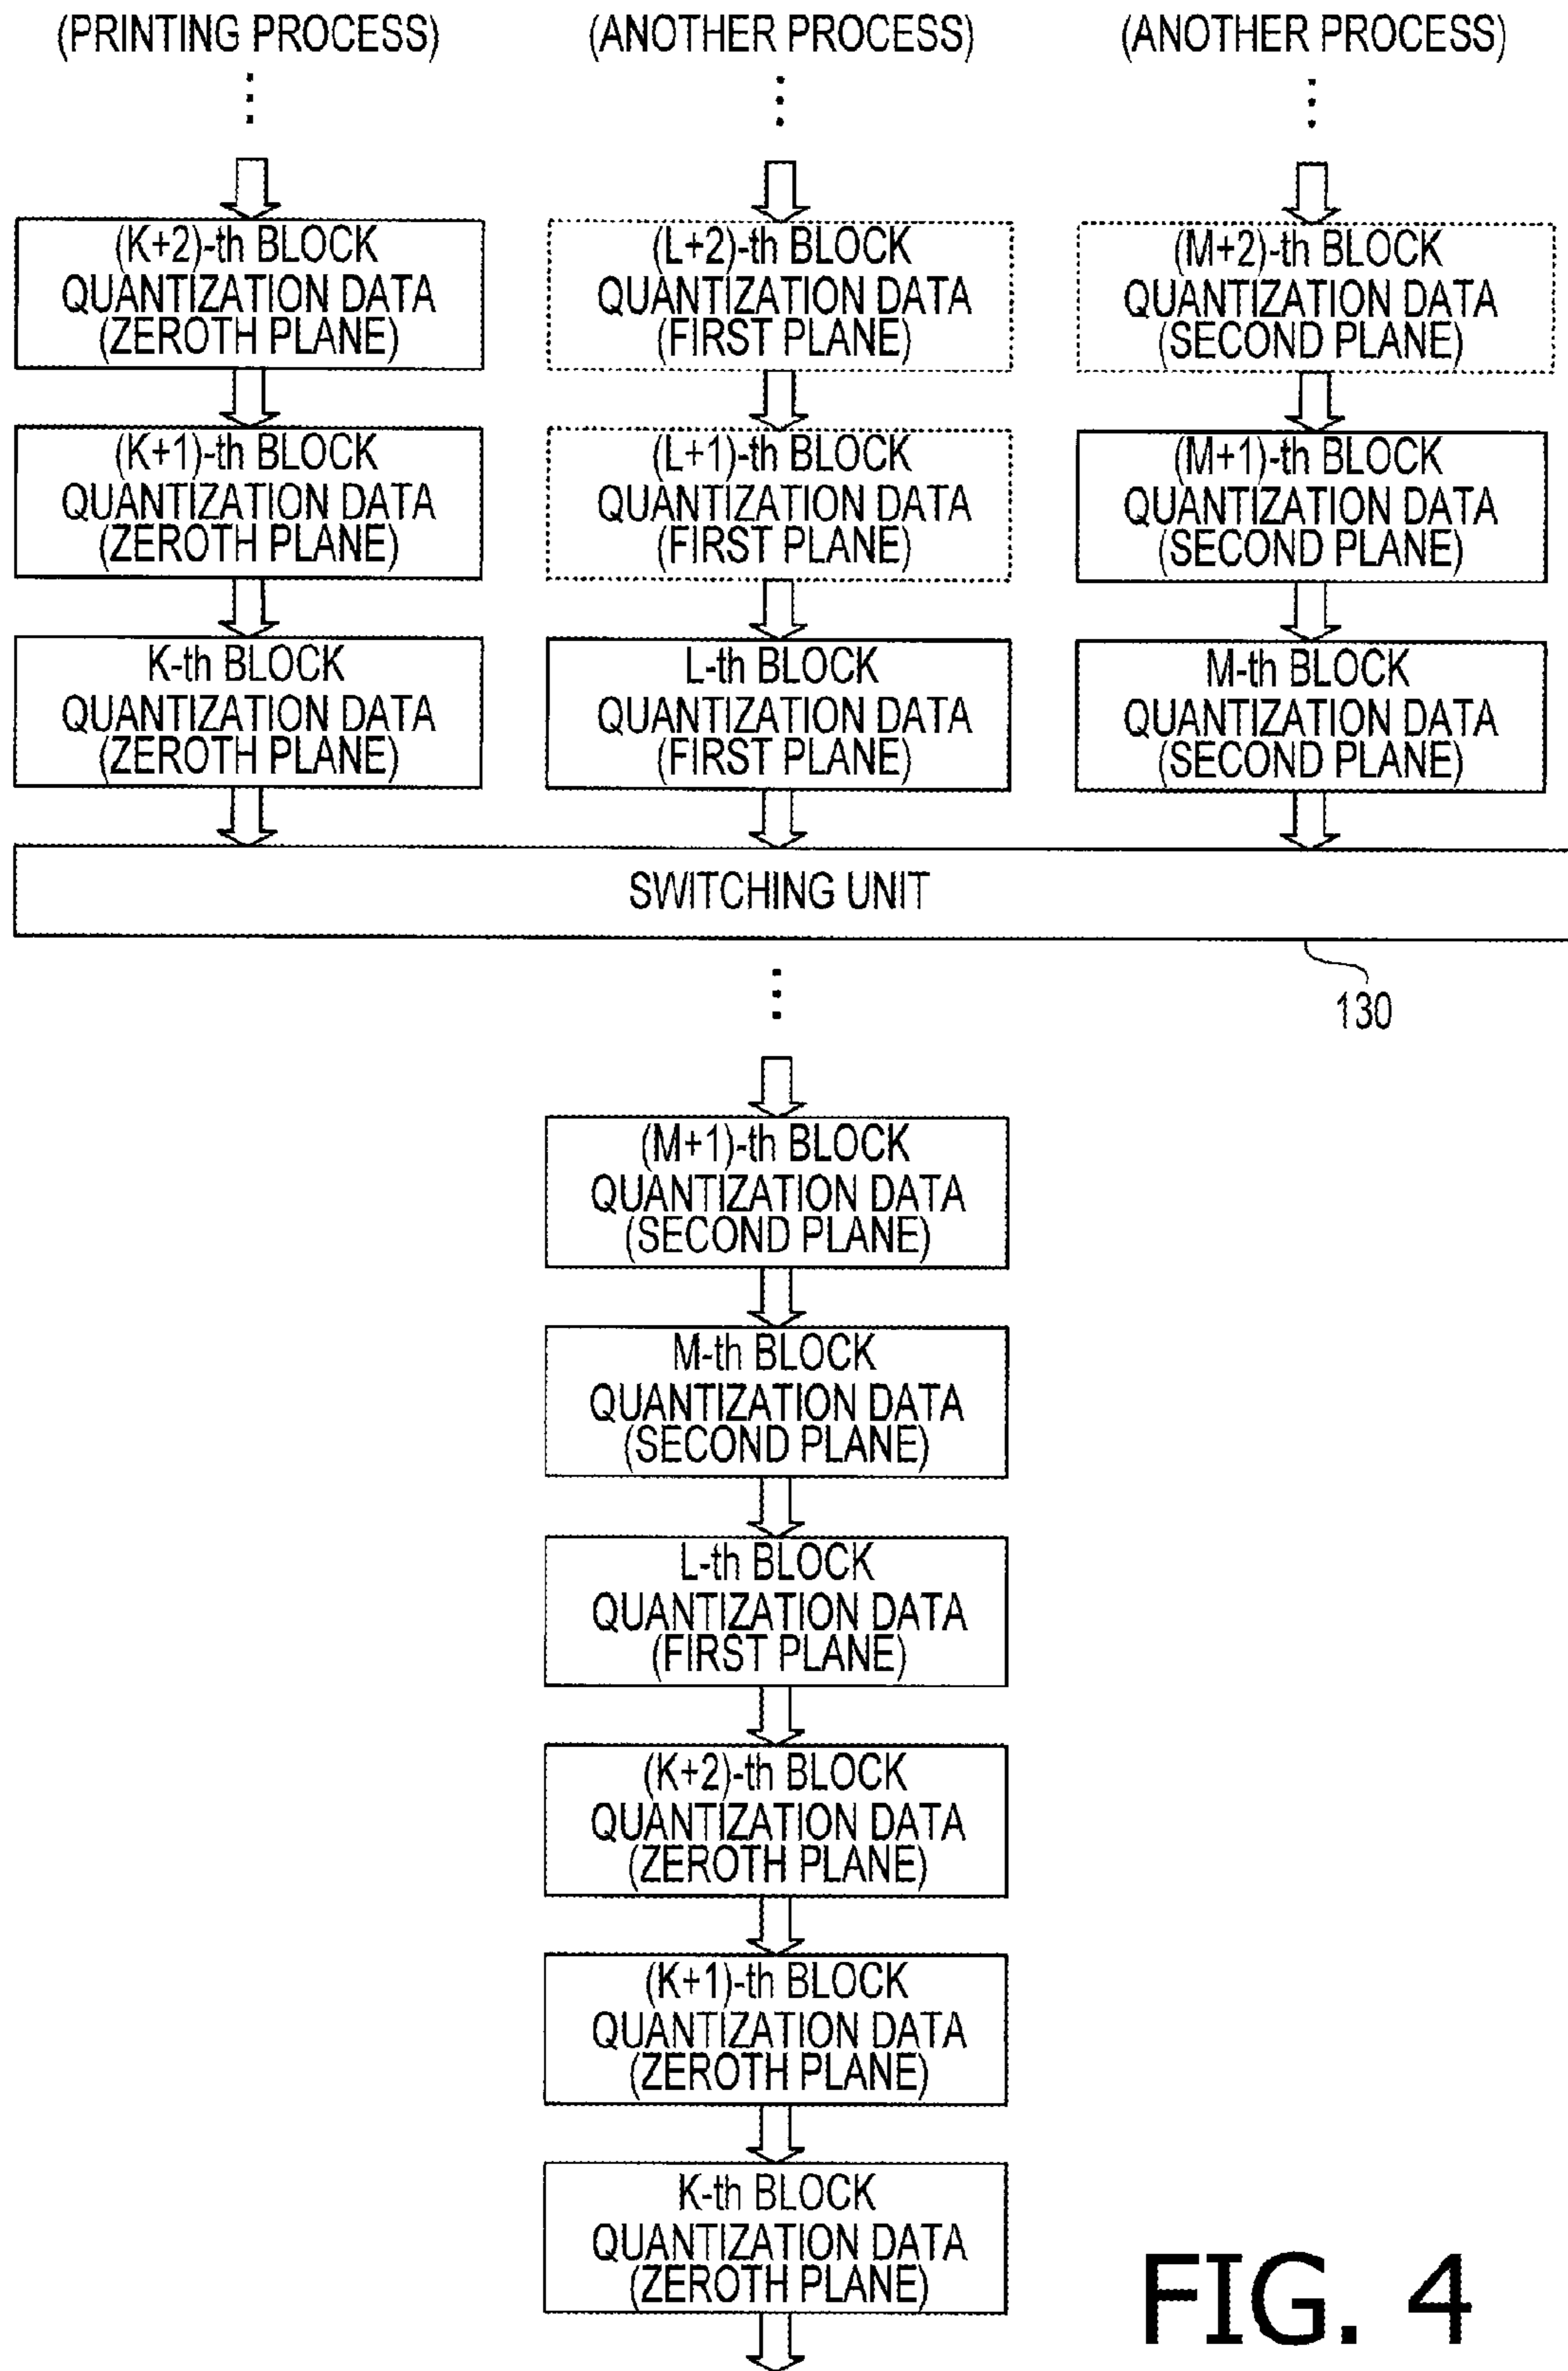 (PRINTING PROCESS)
(ANOTHER PROCESS)
(ANOTHER PROCESS)
(K+2)-th BLOCK
QUANTIZATION DATA
(ZEROTH PLANE)
(L+2)-th BLOCK
QUANTIZATION DATA
(FIRST PLANE)
(M+2)-th BLOCK
QUANTIZATION DATA
(SECOND PLANE)
(K+1)-th BLOCK
QUANTIZATION DATA
(ZEROTH PLANE)
(L+1)-th BLOCK
QUANTIZATION DATA
(FIRST PLANE)
(M+1)-th BLOCK
QUANTIZATION DATA
(SECOND PLANE)
K-th BLOCK
QUANTIZATION DATA
(ZEROTH PLANE)
L-th BLOCK
QUANTIZATION DATA
(FIRST PLANE)
M-th BLOCK
QUANTIZATION DATA
(SECOND PLANE)
SWITCHING UNIT
130
(M+1)-th BLOCK
QUANTIZATION DATA
(SECOND PLANE)
M-th BLOCK
QUANTIZATION DATA
(SECOND PLANE)
L-th BLOCK
QUANTIZATION DATA
(FIRST PLANE)
(K+2)-th BLOCK
QUANTIZATION DATA
(ZEROTH PLANE)
(K+1)-th BLOCK
QUANTIZATION DATA
(ZEROTH PLANE)
K-th BLOCK
QUANTIZATION DATA
(ZEROTH PLANE)
FIG. 4